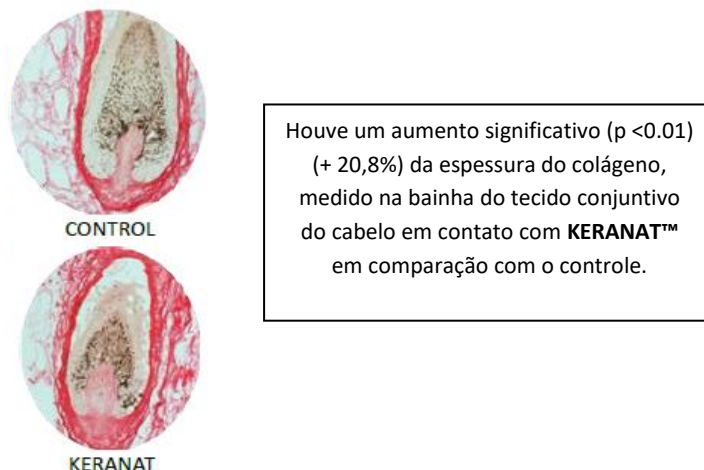 CONTROL
KERANAT
Houve um aumento significativo (p <0.01)
(+ 20,8%) da espessura do colágeno,
medido na bainha do tecido conjuntivo
do cabelo em contato com KERANAT™
em comparação com o controle.